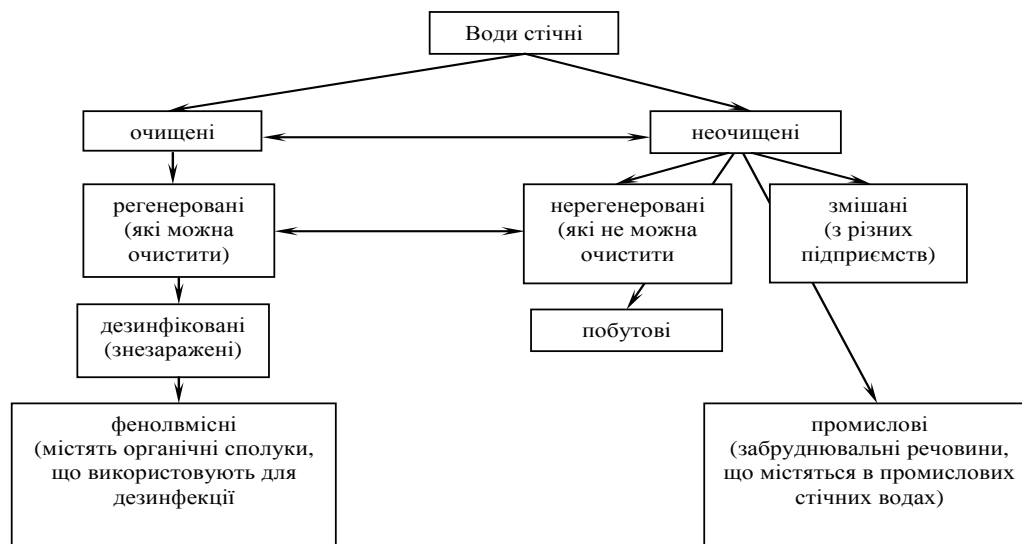 Води стічні
очищені
неочищені
регенеровані
(які можна
очистити)
нерегенеровані
(які не можна
очистити
змішані
(з різних
підприємств)
дезинфіковані
(знезаражені)
побутові
фенолвмісні
(містять органічні сполуки,
що використовують для
дезинфекції
промислові
(забруднювальні речовини,
що містяться в промислових
стічних водах)